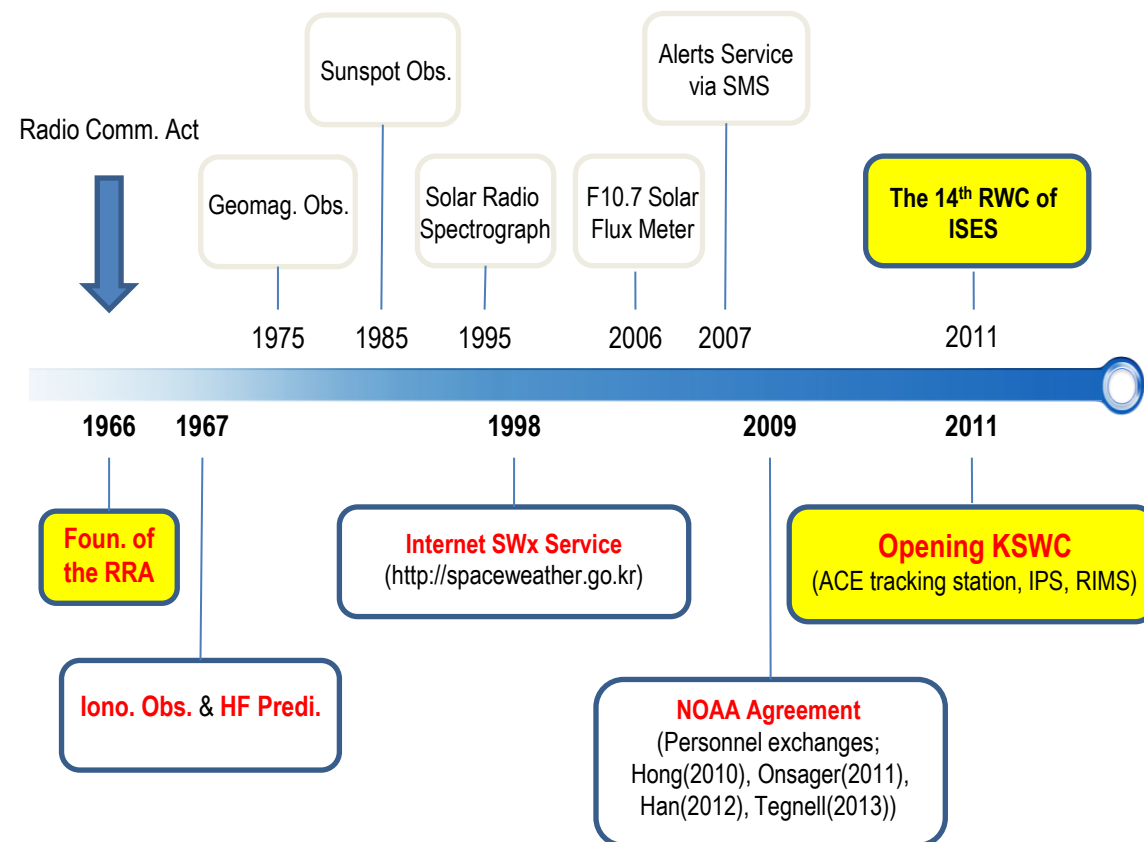 Radio Comm. Act
Sunspot Obs.
Alerts Service
via SMS
Geomag. Obs.
Solar Radio
Spectrograph
F10.7 Solar
Flux Meter
The 14th RWC of
ISES
1975
1985
1995
2006
2007
2011
1966
1967
1998
2009
2011
Foun. of
the RRA
Internet SWx Service
(http://spaceweather.go.kr)
Opening KSWC
(ACE tracking station, IPS, RIMS)
Iono. Obs. & HF Predi.
NOAA Agreement
(Personnel exchanges;
Hong(2010), Onsager(2011),
Han(2012), Tegnell(2013))